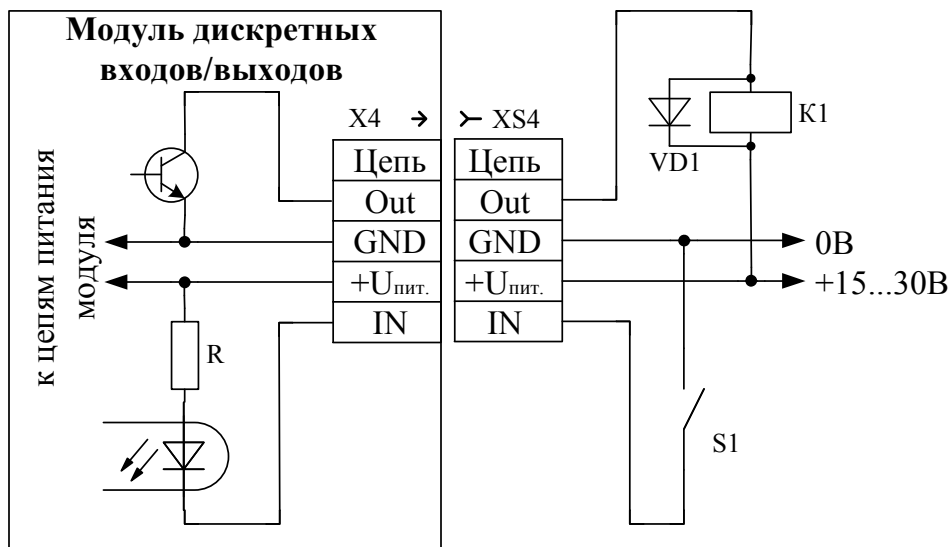 Модуль дискретных
входов/выходов
X4
XS4
К1
VD1
Цепь
Цепь
Out
Out
GND
GND
0В
+Uпит.
+Uпит.
+15...30В
IN
IN
к цепям питания
модуля
R
S1